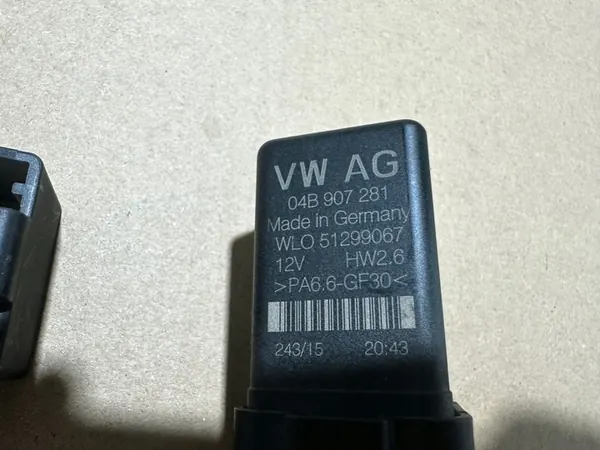 VW AG
04B 907 281
Made in Germany
WLO 51299067
12V HW2.6
>PA6.6-GF30<
243/15 20:43